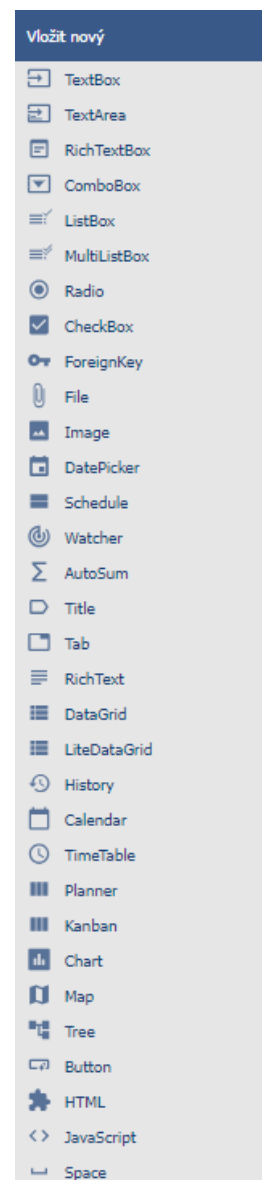 Vložit nový
TextBox
TextArea
RichTextBox
ComboBox
ListBox
MultiListBox
Radio
CheckBox
ForeignKey
File
Image
DatePicker
Schedule
Watcher
AutoSum
Title
Tab
RichText
DataGrid
LiteDataGrid
History
Calendar
TimeTable
Planner
Kanban
Chart
Map
Tree
Button
HTML
JavaScript
Space